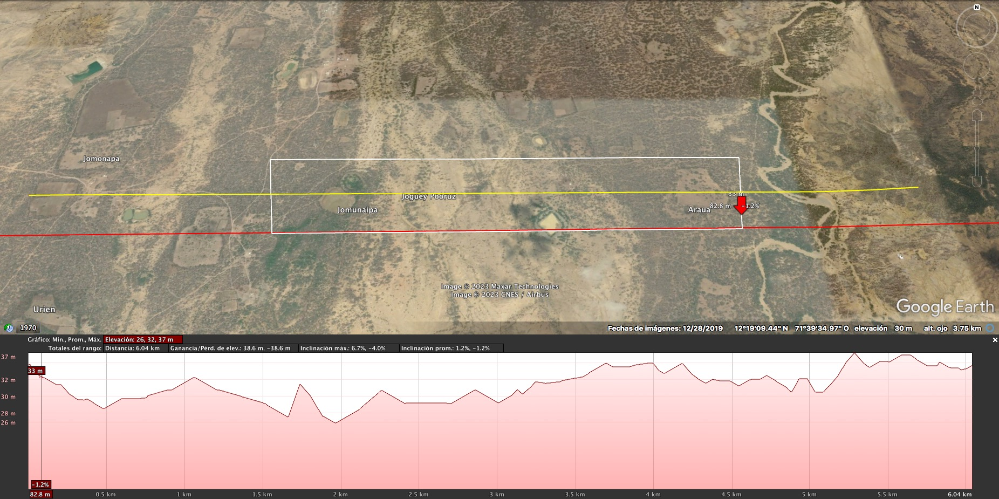 N
Jomonapa
33 m
Joguey Pooruz
82.8 m
-1.2%
Jomunaipa
Araua
Image © 2023 Maxar Technologies
Image © 2023 CNES / Airbus
Urien
Google Earth
1970
Fechas de imágenes: 12/28/2019 12°19'09.44" N 71°39'34.97" O elevación 30 m alt. ojo 3.75 km
Gráfico: Mín., Prom., Máx. Elevación: 26, 32, 37 m
Totales del rango: Distancia: 6.04 km Ganancia/Pérd. de elev.: 38.6 m, -38.6 m Inclinación máx.: 6.7%, -4.0% Inclinación prom.: 1.2%, -1.2%
37 m
33 m
32 m
30 m
28 m
26 m
-1.2%
82.8 m 0.5 km 1 km 1.5 km 2 km 2.5 km 3 km 3.5 km 4 km 4.5 km 5 km 5.5 km 6.04 km